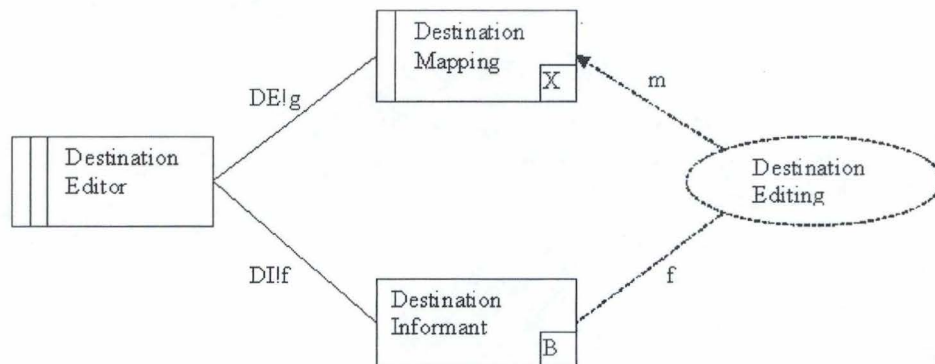 Destination
Mapping
X
DE!g
m
Destination
Editor
Destination
Editing
DI!f
f
Destination
Informant
B